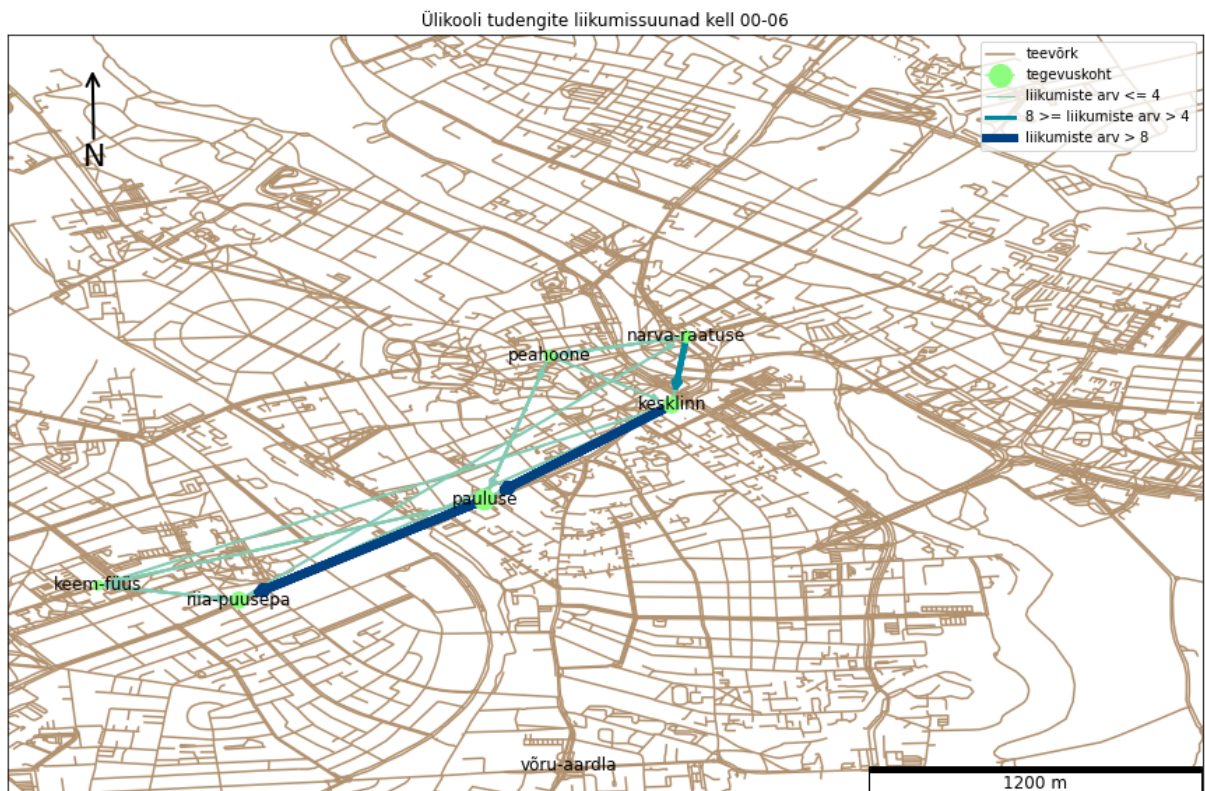 Ülikooli tudengite liikumissuunad kell 00-06
teevõrk
tegevuskoht
liikumiste arv <= 4
8 >= liikumiste arv > 4
liikumiste arv > 8
N
narva-raatuse
peahoone
kesklinn
pauluse
keem-füüs
riia-puusepa
võru-aardla
1200 m